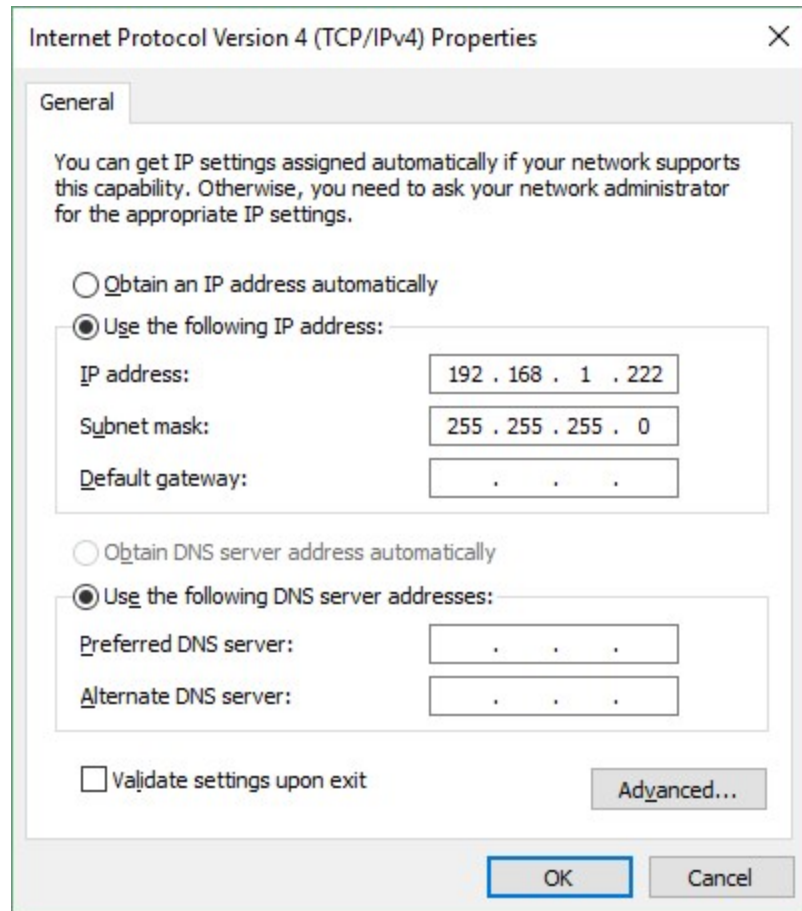 Internet Protocol Version 4 (TCP/IPv4) Properties
General
You can get IP settings assigned automatically if your network supports
this capability. Otherwise, you need to ask your network administrator
for the appropriate IP settings.
Obtain an IP address automatically
Use the following IP address:
IP address: 192 . 168 . 1 . 222
Subnet mask: 255 . 255 . 255 . 0
Default gateway: . . .
Obtain DNS server address automatically
Use the following DNS server addresses:
Preferred DNS server: . . .
Alternate DNS server: . . .
Validate settings upon exit
Advanced...
OK Cancel